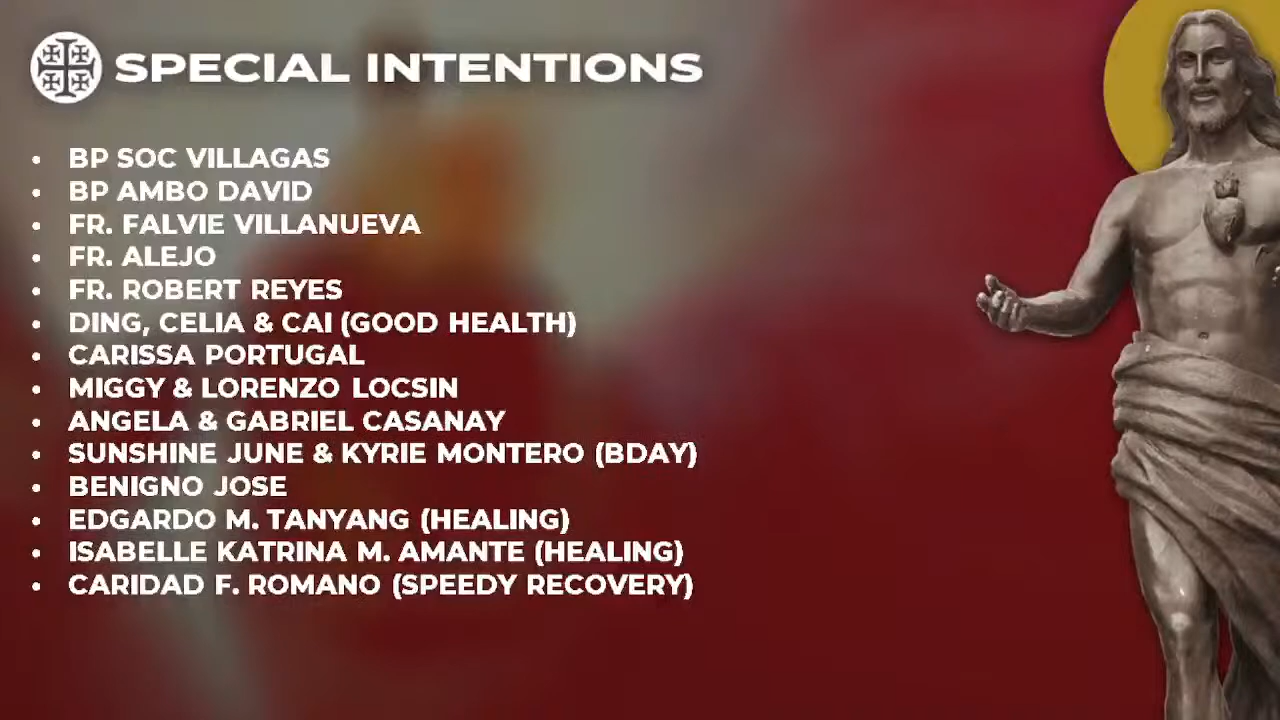 SPECIAL INTENTIONS
• BP SOC VILLAGAS
• BP AMBO DAVID
• FR. FALVIE VILLANUEVA
• FR. ALEJO
• FR. ROBERT REYES
• DING, CELIA & CAI (GOOD HEALTH)
• CARISSA PORTUGAL
• MIGGY & LORENZO LOCSIN
• ANGELA & GABRIEL CASANAY
• SUNSHINE JUNE & KYRIE MONTERO (BDAY)
• BENIGNO JOSE
• EDGARDO M. TANYANG (HEALING)
• ISABELLE KATRINA M. AMANTE (HEALING)
• CARIDAD F. ROMANO (SPEEDY RECOVERY)